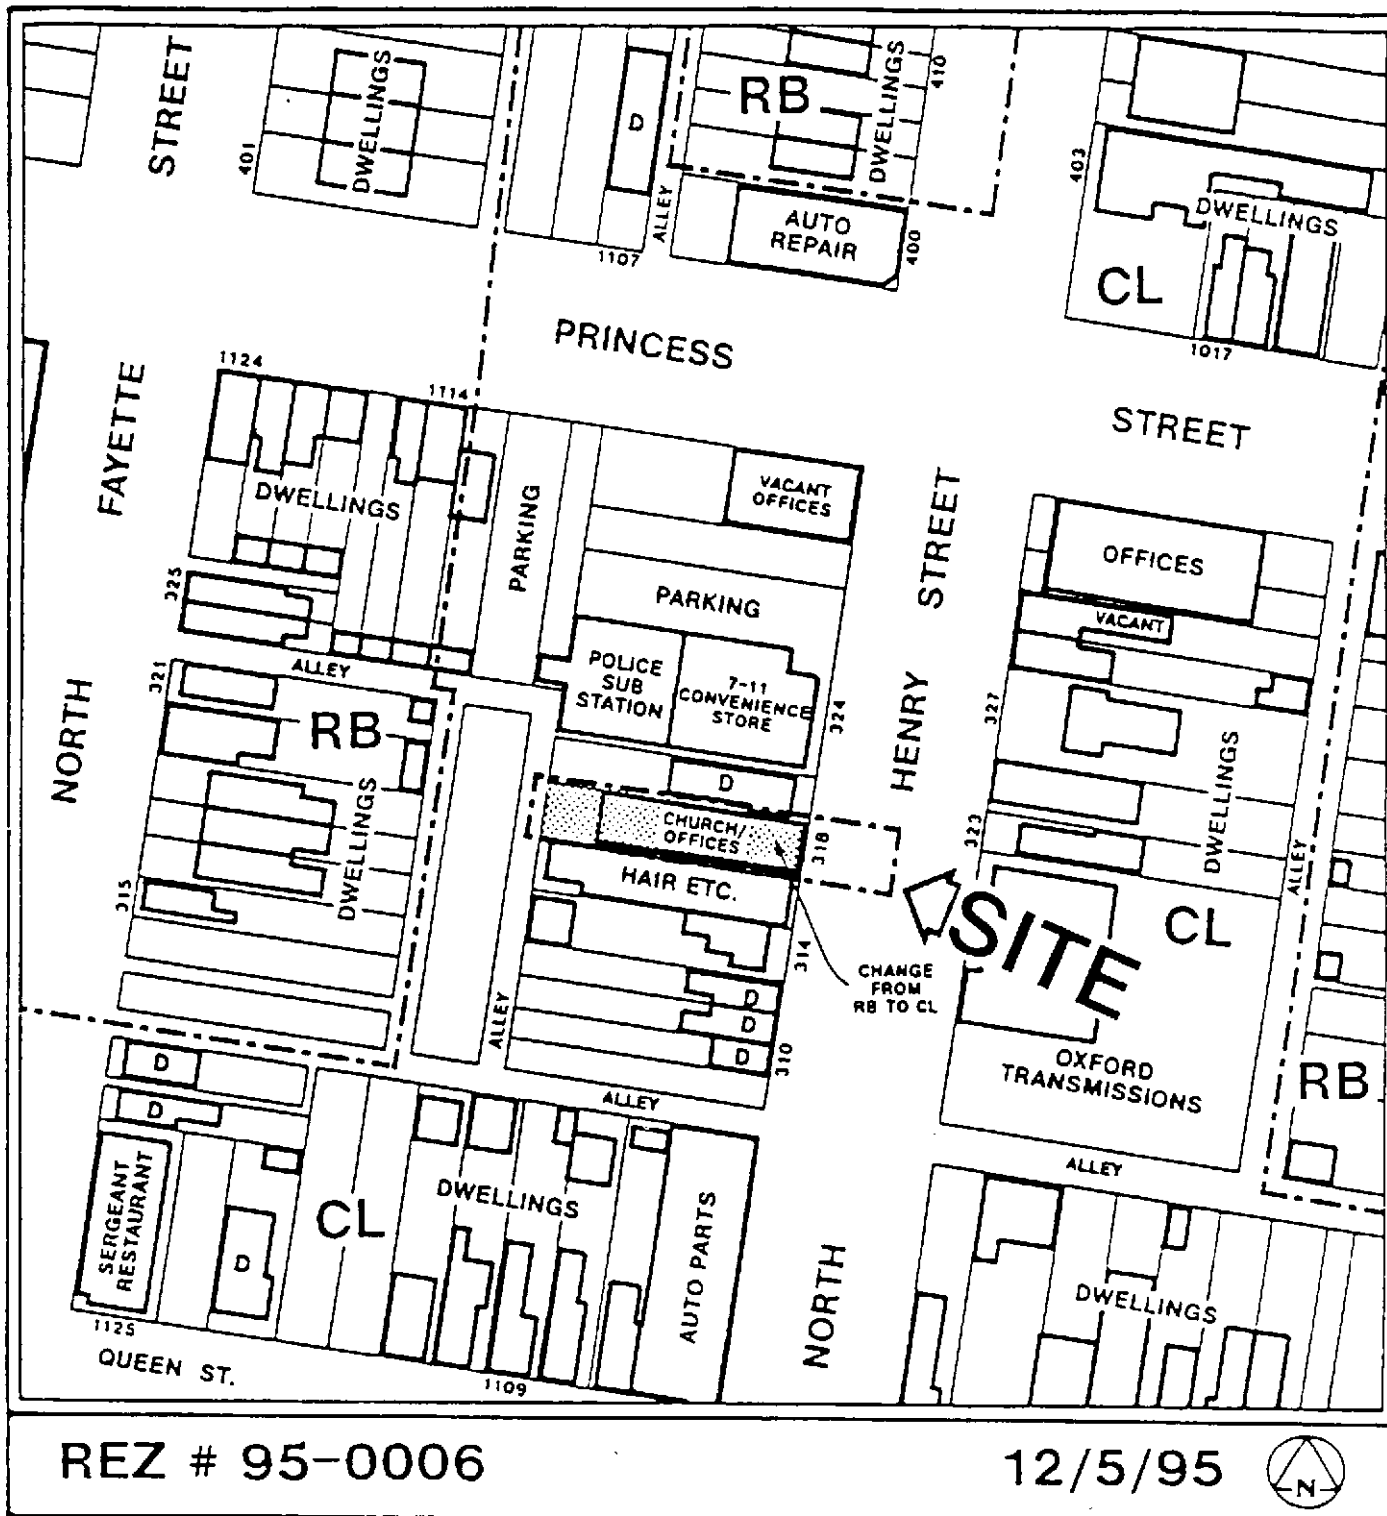 STREET
401
DWELLINGS
D
RB
DWELLINGS
410
403
DWELLINGS
ALLEY
AUTO
REPAIR
400
1107
CL
1017
PRINCESS
STREET
FAYETTE
1124
1114
DWELLINGS
PARKING
VACANT
OFFICES
STREET
OFFICES
325
PARKING
VACANT
ALLEY
321
POLICE
SUB
STATION
7-11
CONVENIENCE
STORE
324
327
NORTH
RB
HENRY
DWELLINGS
D
DWELLINGS
CHURCH/
OFFICES
318
323
ALLEY
HAIR ETC.
315
SITE
CL
314
CHANGE
FROM
RB TO CL
ALLEY
D
D
D
310
OXFORD
TRANSMISSIONS
RB
D
D
ALLEY
ALLEY
SERGEANT
RESTAURANT
D
CL
DWELLINGS
AUTO PARTS
NORTH
DWELLINGS
1125
QUEEN ST.
1109
REZ # 95-0006
12/5/95
N